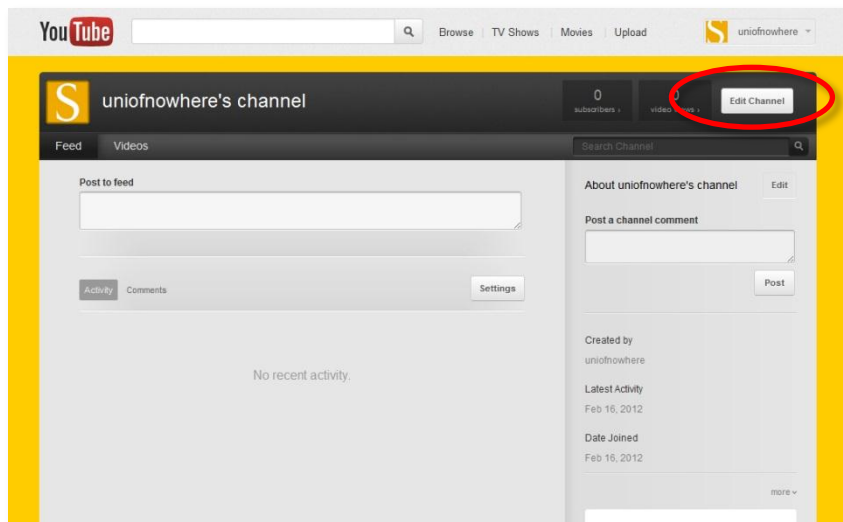 YouTube Browse TV Shows Movies Upload S uniofnowhere
S uniofnowhere's channel 0 subscribers › 0 video views › Edit Channel
Feed Videos Search Channel
Post to feed
About uniofnowhere's channel Edit
Post a channel comment
Post
Activity Comments Settings
Created by
uniofnowhere
No recent activity.
Latest Activity
Feb 16, 2012
Date Joined
Feb 16, 2012
more